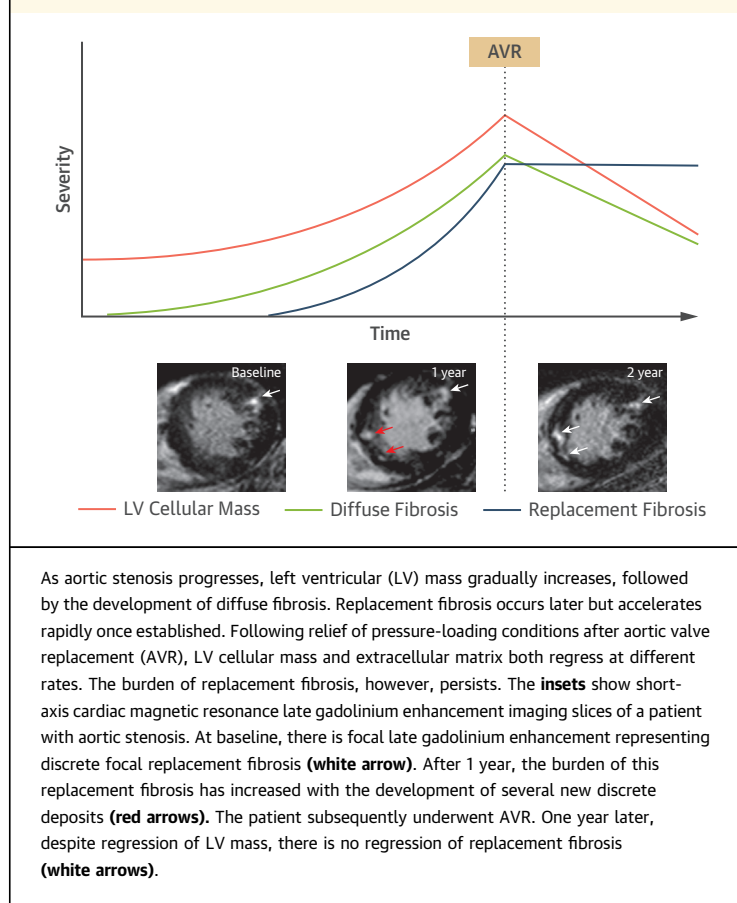 AVR
Severity
Time
Baseline
1 year
2 year
LV Cellular Mass
Diffuse Fibrosis
Replacement Fibrosis
As aortic stenosis progresses, left ventricular (LV) mass gradually increases, followed
by the development of diffuse fibrosis. Replacement fibrosis occurs later but accelerates
rapidly once established. Following relief of pressure-loading conditions after aortic valve
replacement (AVR), LV cellular mass and extracellular matrix both regress at different
rates. The burden of replacement fibrosis, however, persists. The insets show short-
axis cardiac magnetic resonance late gadolinium enhancement imaging slices of a patient
with aortic stenosis. At baseline, there is focal late gadolinium enhancement representing
discrete focal replacement fibrosis (white arrow). After 1 year, the burden of this
replacement fibrosis has increased with the development of several new discrete
deposits (red arrows). The patient subsequently underwent AVR. One year later,
despite regression of LV mass, there is no regression of replacement fibrosis
(white arrows).